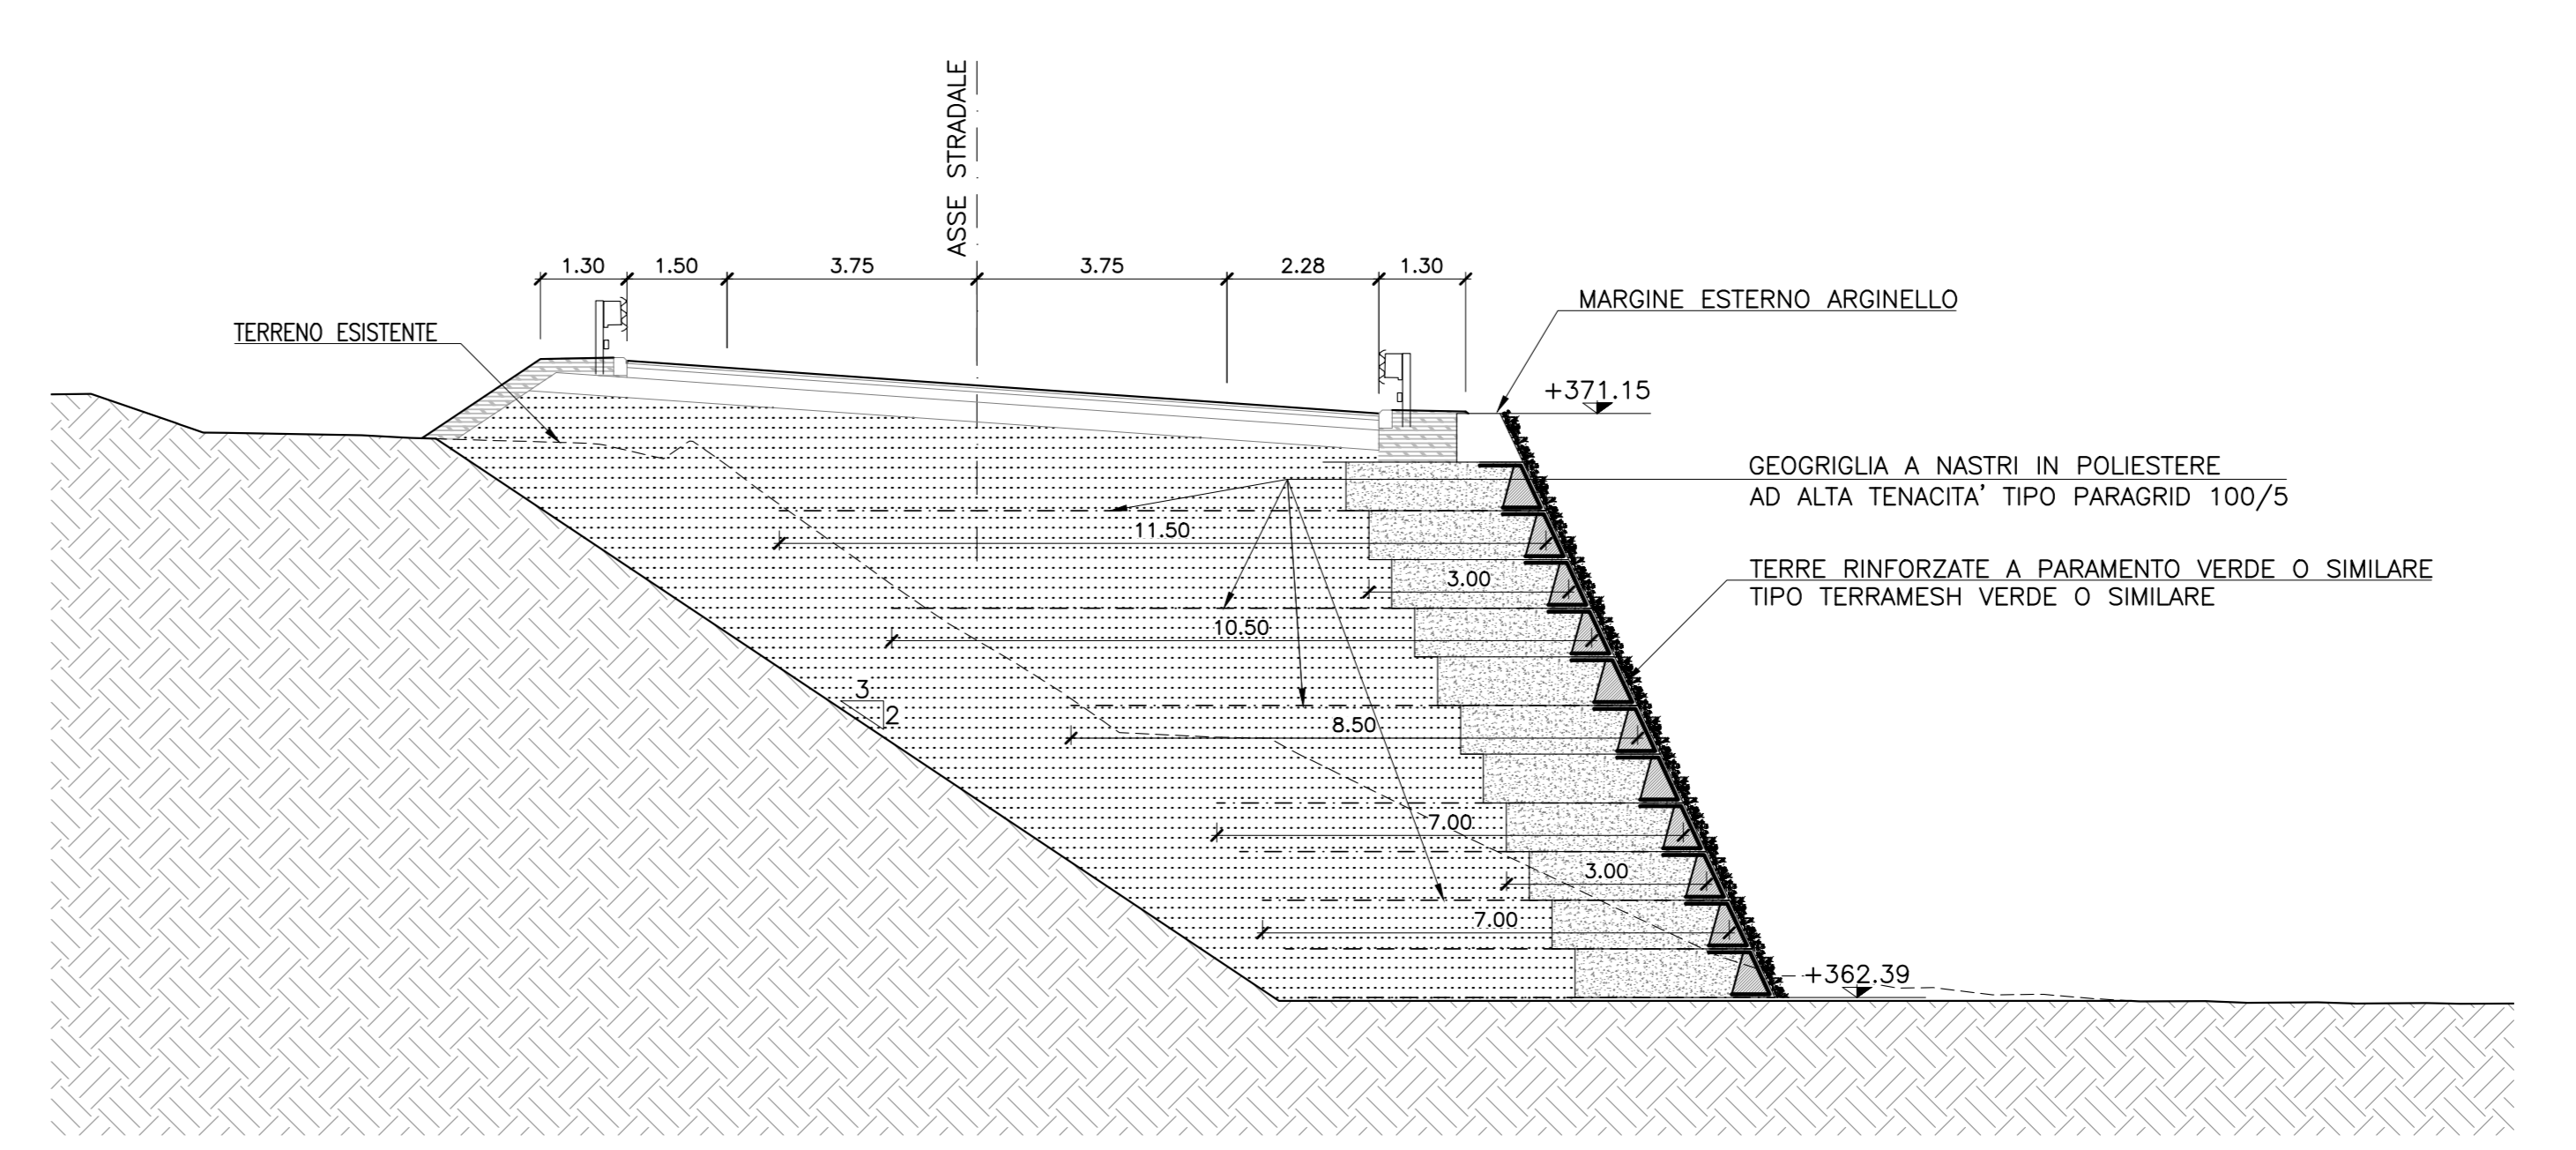 ASSE STRADALE
1.30 1.50 3.75 3.75 2.28 1.30
MARGINE ESTERNO ARGINELLO
TERRENO ESISTENTE
+371.15
GEOGRIGLIA A NASTRI IN POLIESTERE
AD ALTA TENACITA' TIPO PARAGRID 100/5
11.50
TERRE RINFORZATE A PARAMENTO VERDE O SIMILARE
TIPO TERRAMESH VERDE O SIMILARE
3.00
10.50
3
2
8.50
7.00
3.00
7.00
+362.39